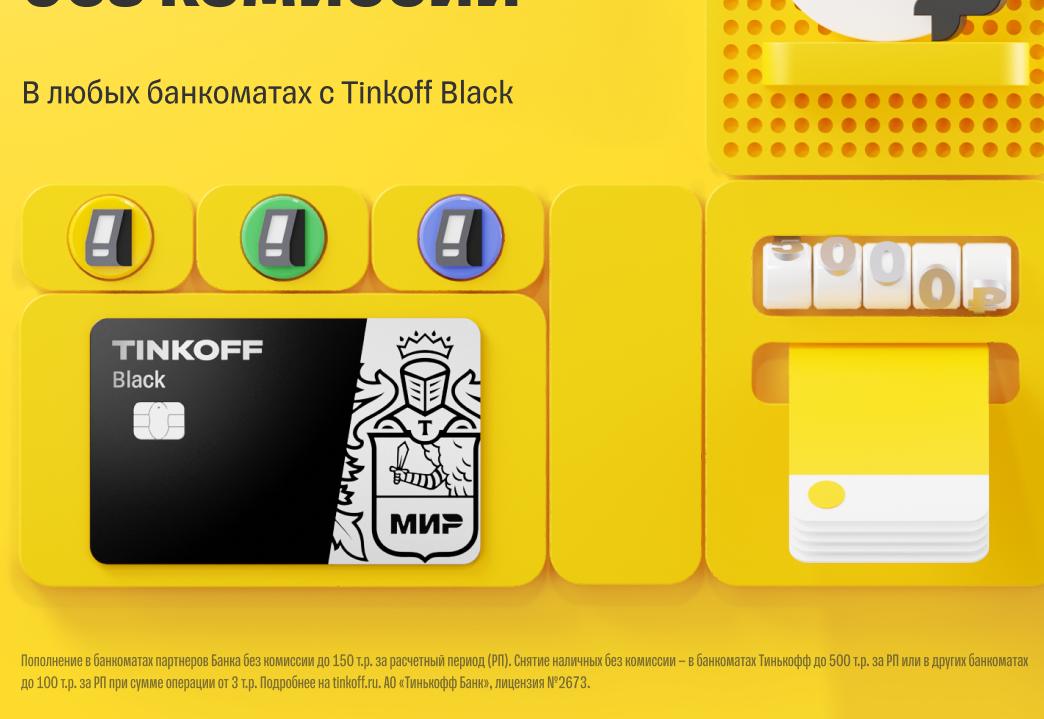 без комиссии
В любых банкоматах с Tinkoff Black
5000₽
TINKOFF
Black
T
МИР
Пополнение в банкоматах партнеров Банка без комиссии до 150 т.р. за расчетный период (РП). Снятие наличных без комиссии – в банкоматах Тинькофф до 500 т.р. за РП или в других банкоматах
до 100 т.р. за РП при сумме операции от 3 т.р. Подробнее на tinkoff.ru. АО «Тинькофф Банк», лицензия №2673.